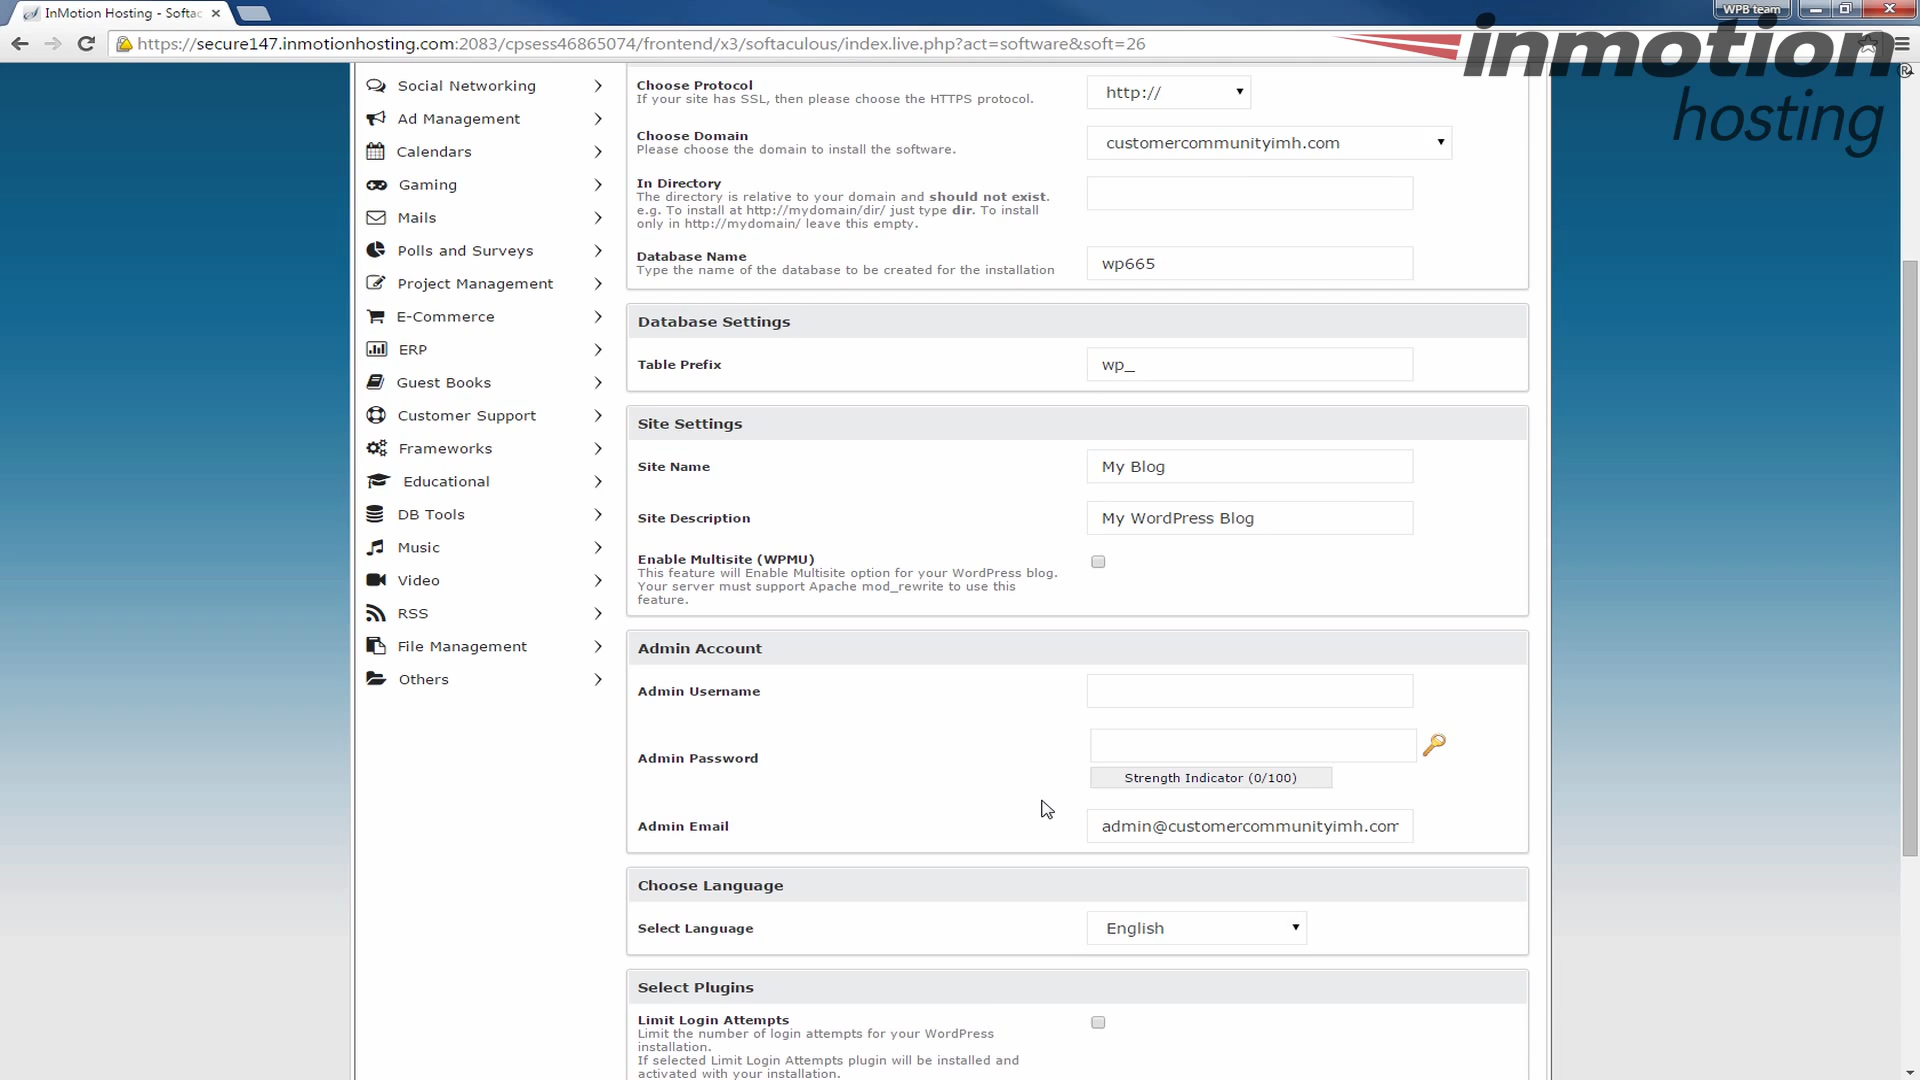 InMotion Hosting - Softac
WPB team
https://secure147.inmotionhosting.com:2083/cpsess46865074/frontend/x3/softaculous/index.live.php?act=software&soft=26
inmotion
hosting
®
Social Networking
Ad Management
Calendars
Gaming
Mails
Polls and Surveys
Project Management
E-Commerce
ERP
Guest Books
Customer Support
Frameworks
Educational
DB Tools
Music
Video
RSS
File Management
Others
Choose Protocol
If your site has SSL, then please choose the HTTPS protocol.
http://
Choose Domain
Please choose the domain to install the software.
customercommunityimh.com
In Directory
The directory is relative to your domain and should not exist.
e.g. To install at http://mydomain/dir/ just type dir. To install
only in http://mydomain/ leave this empty.
Database Name
Type the name of the database to be created for the installation
wp665
Database Settings
Table Prefix
wp_
Site Settings
Site Name
My Blog
Site Description
My WordPress Blog
Enable Multisite (WPMU)
This feature will Enable Multisite option for your WordPress blog.
Your server must support Apache mod_rewrite to use this
feature.
Admin Account
Admin Username
Admin Password
Strength Indicator (0/100)
Admin Email
admin@customercommunityimh.com
Choose Language
Select Language
English
Select Plugins
Limit Login Attempts
Limit the number of login attempts for your WordPress
installation.
If selected Limit Login Attempts plugin will be installed and
activated with your installation.